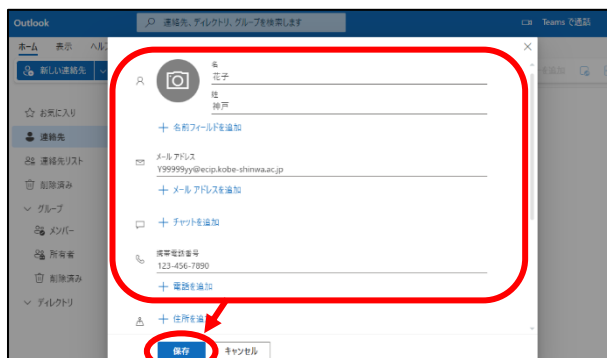 Outlook
連絡先、ディレクトリ、グループを検索します
Teams で通話
ホーム 表示
新しい連絡先
お気に入り
連絡先
連絡先リスト
削除済み
グループ
メンバー
所有者
削除済み
ディレクトリ
名
花子
姓
神戸
名前フィールドを追加
メール アドレス
Y99999yy@ecip.kobe-shinwa.ac.jp
メール アドレスを追加
チャットを追加
携帯電話番号
123-456-7890
電話を追加
住所を追
保存 キャンセル